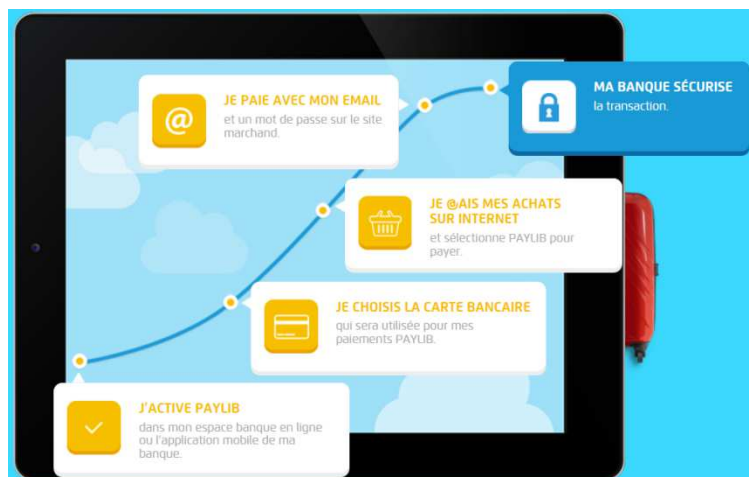 JE PAIE AVEC MON EMAIL
et un mot de passe sur le site
marchand.
MA BANQUE SÉCURISE
la transaction.
JE @AIS MES ACHATS
SUR INTERNET
et sélectionne PAYLIB pour
payer.
JE CHOISIS LA CARTE BANCAIRE
qui sera utilisée pour mes
paiements PAYLIB.
J'ACTIVE PAYLIB
dans mon espace banque en ligne
ou l'application mobile de ma
banque.